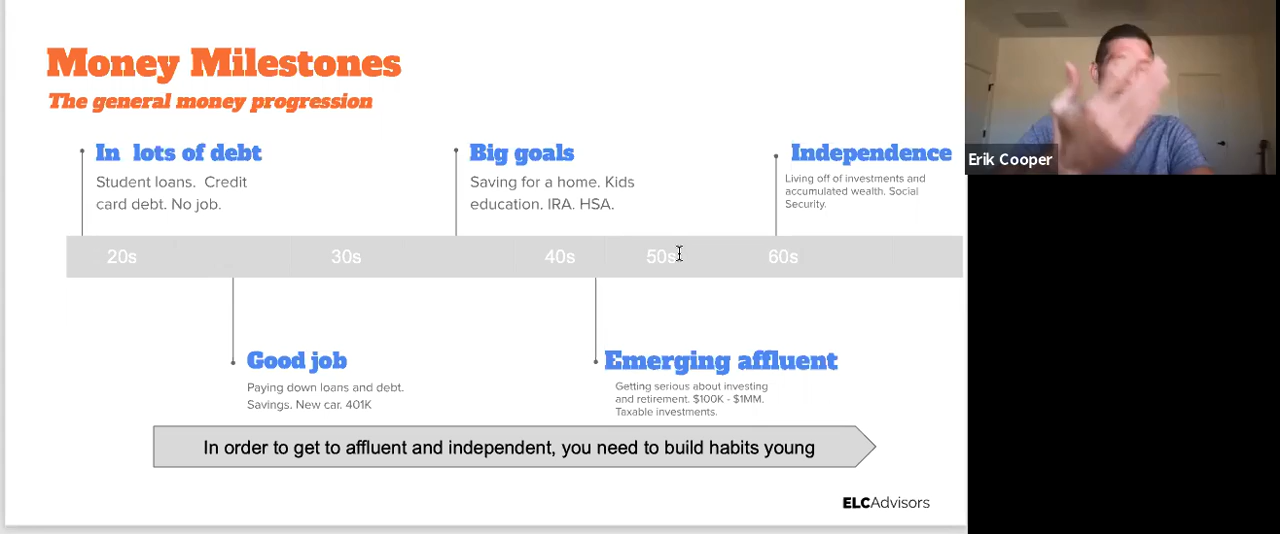 Money Milestones
The general money progression
In lots of debt
Student loans. Credit
card debt. No job.
Big goals
Saving for a home. Kids
education. IRA. HSA.
Independence
Living off of investments and
accumulated wealth. Social
Security.
Erik Cooper
20s 30s 40s 50s 60s
Good job
Paying down loans and debt.
Savings. New car. 401K
Emerging affluent
Getting serious about investing
and retirement. $100K - $1MM.
Taxable investments.
In order to get to affluent and independent, you need to build habits young
ELCAdvisors